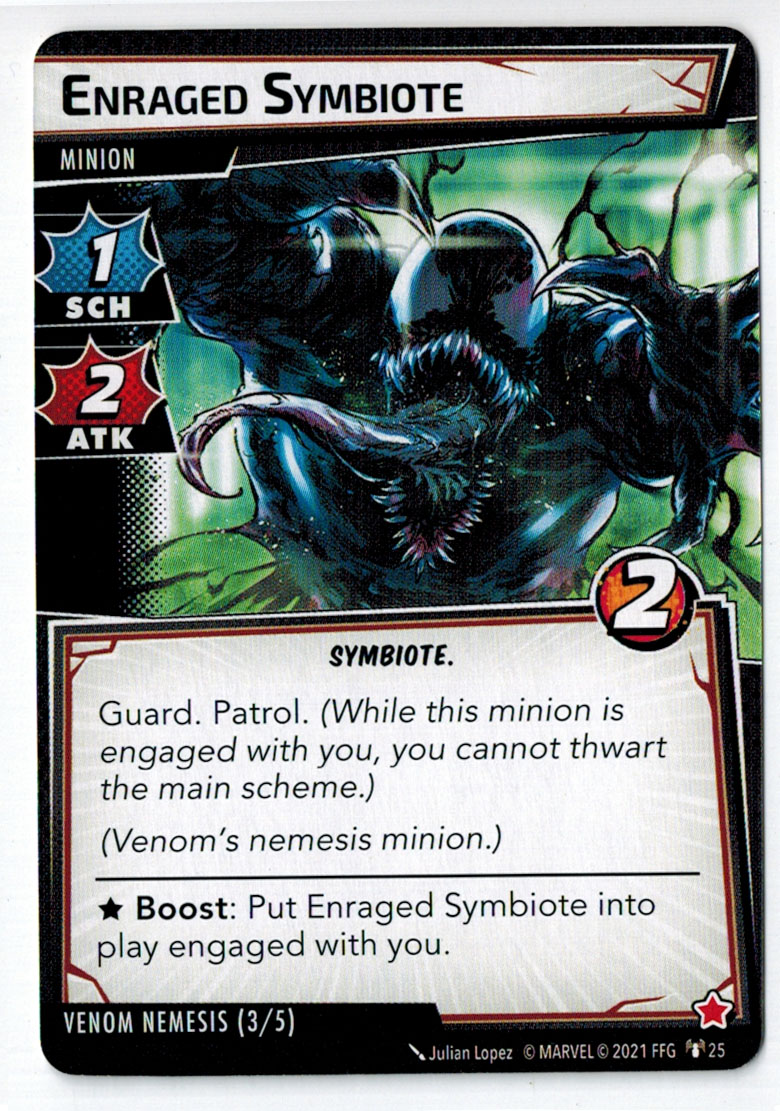 ENRAGED SYMBIOTE
MINION
1
SCH
2
ATK
2
SYMBIOTE.
Guard. Patrol. (While this minion is
engaged with you, you cannot thwart
the main scheme.)
(Venom's nemesis minion.)
★ Boost: Put Enraged Symbiote into
play engaged with you.
VENOM NEMESIS (3/5)
Julian Lopez © MARVEL © 2021 FFG 25